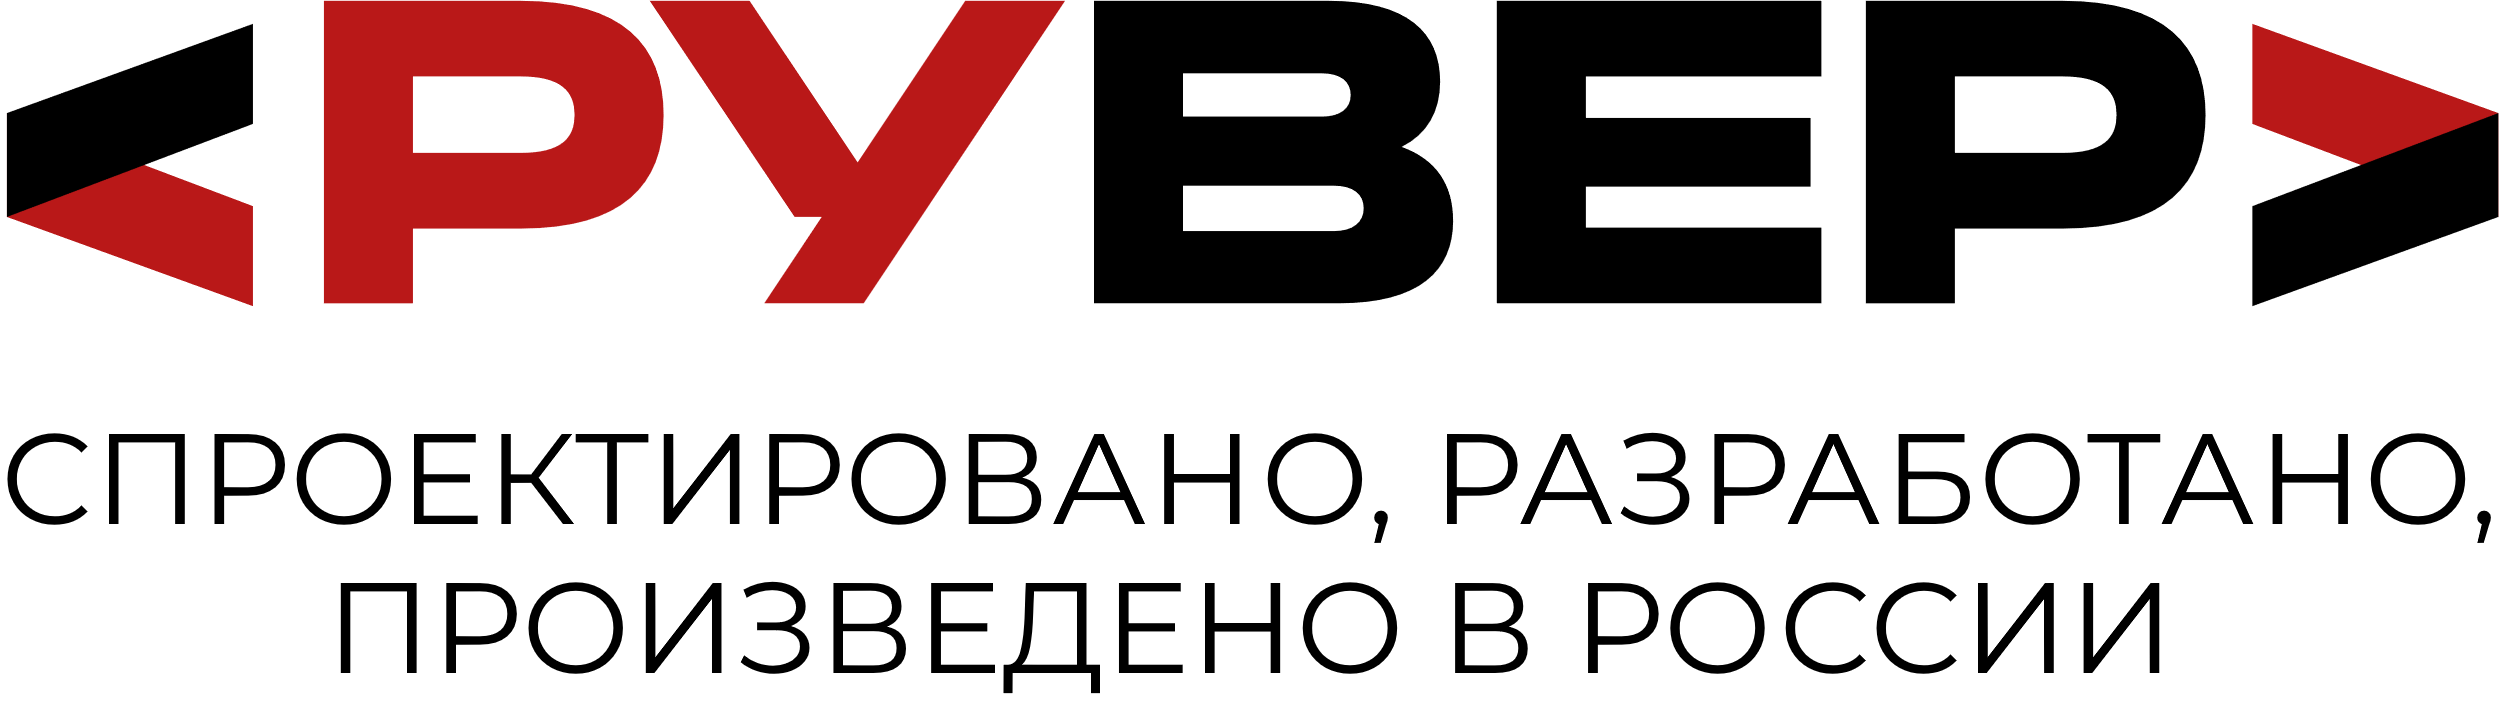 РУВЕР
СПРОЕКТИРОВАНО, РАЗРАБОТАНО,
ПРОИЗВЕДЕНО В РОССИИ